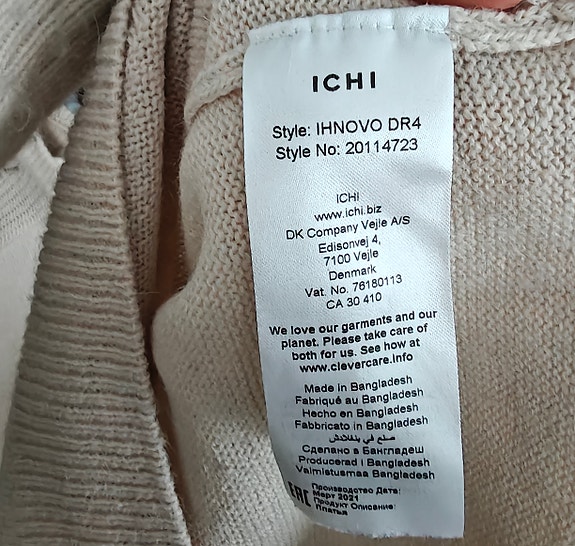 ICHI
Style: IHNOVO DR4
Style No: 20114723
ICHI
www.ichi.biz
DK Company Vejle A/S
Edisonvej 4,
7100 Vejle
Denmark
Vat. No. 76180113
CA 30 410
We love our garments and our
planet. Please take care of
both for us. See how at
www.clevercare.info
Made in Bangladesh
Fabriqué au Bangladesh
Hecho en Bangladesh
Fabbricato in Bangladesh
صنع في بنغلادش
Сделано в Бангладеш
Producerad i Bangladesh
Valmistusmaa Bangladesh
EAC
Производство Дата:
Март 2021
Продукт Описание:
Платья